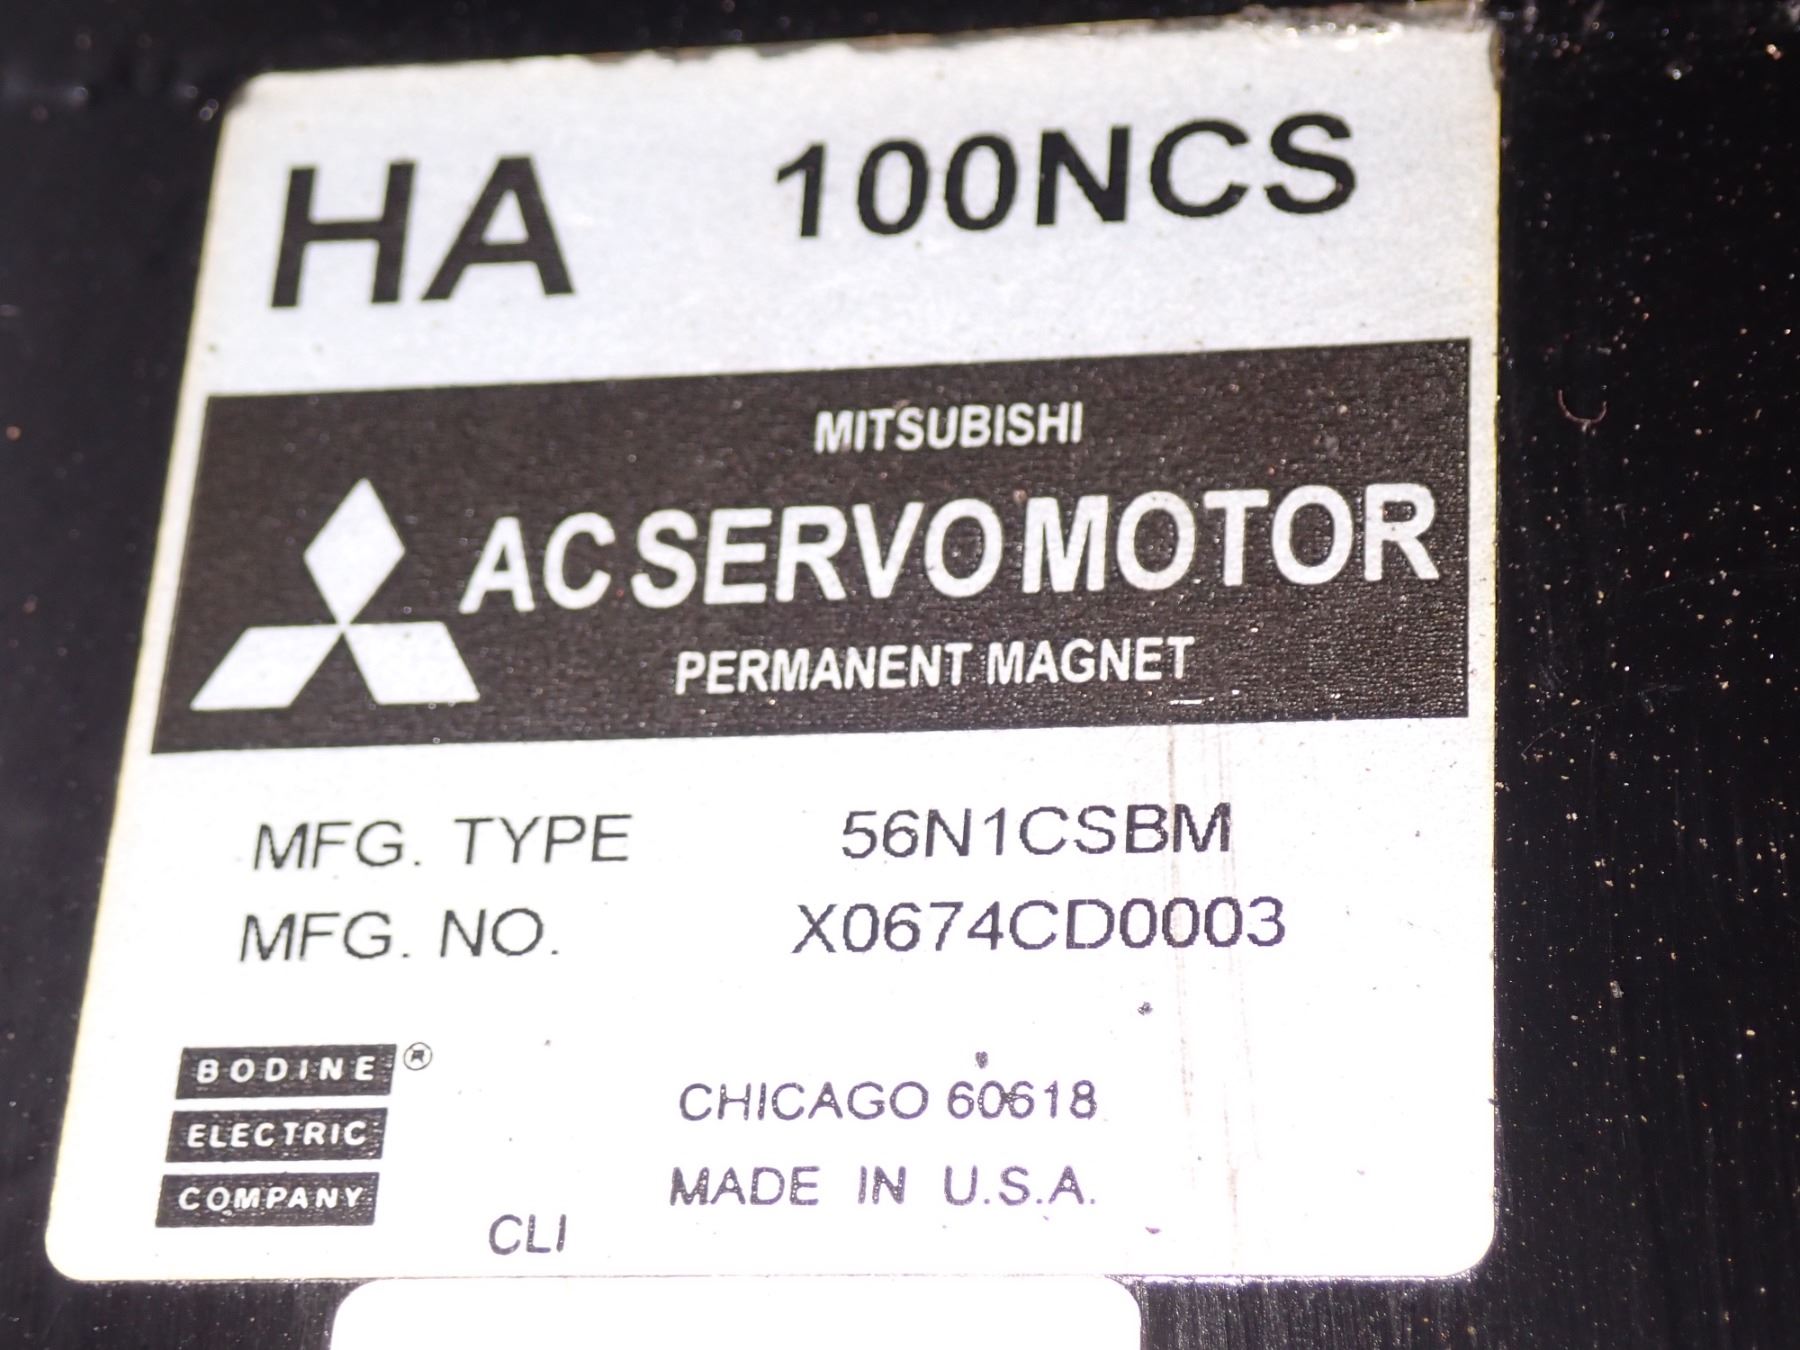 HA 100NCS
MITSUBISHI
AC SERVO MOTOR
PERMANENT MAGNET
MFG. TYPE 56N1CSBM
MFG. NO. X0674CD0003
BODINE ®
ELECTRIC
COMPANY
CHICAGO 60618
MADE IN U.S.A.
CLI